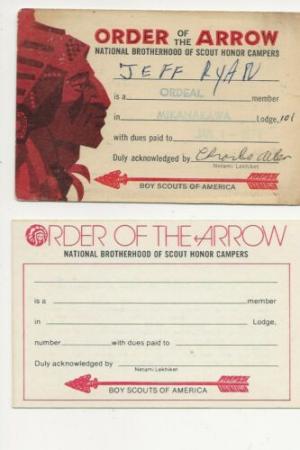 ORDER OF THE ARROW
NATIONAL BROTHERHOOD OF SCOUT HONOR CAMPERS
JEFF RYAN
is a ORDEAL member
in MIKANAKAWA Lodge, 101
with dues paid to
Duly acknowledged by Charles
Netami Lekhiket
BOY SCOUTS OF AMERICA
ORDER OF THE ARROW
NATIONAL BROTHERHOOD OF SCOUT HONOR CAMPERS
is a member
in Lodge,
number with dues paid to
Duly acknowledged by
Netami Lekhiket
BOY SCOUTS OF AMERICA